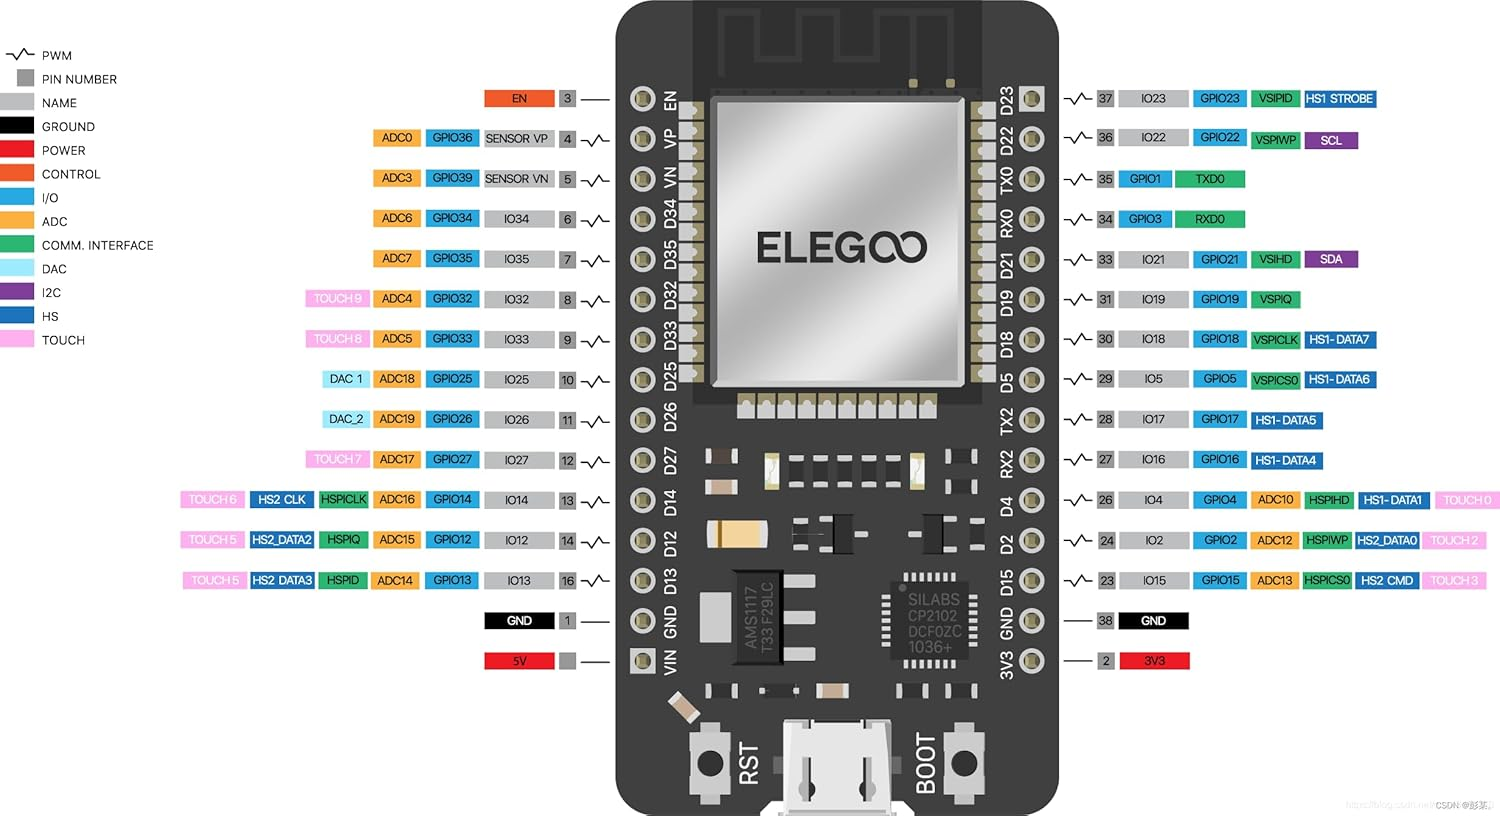 PWM
PIN NUMBER
NAME
GROUND
POWER
CONTROL
I/O
ADC
COMM. INTERFACE
DAC
I2C
HS
TOUCH
EN 3
ADC0 GPIO36 SENSOR VP 4
ADC3 GPIO39 SENSOR VN 5
ADC6 GPIO34 IO34 6
ADC7 GPIO35 IO35 7
TOUCH 9 ADC4 GPIO32 IO32 8
TOUCH 8 ADC5 GPIO33 IO33 9
DAC 1 ADC18 GPIO25 IO25 10
DAC_2 ADC19 GPIO26 IO26 11
TOUCH 7 ADC17 GPIO27 IO27 12
TOUCH 6 HS2 CLK HSPICLK ADC16 GPIO14 IO14 13
TOUCH 5 HS2_DATA2 HSPIQ ADC15 GPIO12 IO12 14
TOUCH 5 HS2 DATA3 HSPID ADC14 GPIO13 IO13 16
GND 1
5V
EN
VP
VN
D34
D35
D32
D33
D25
D26
D27
D14
D12
D13
GND
VIN
ELEGOO
AMS1117
T33 F29LC
SILABS
CP2102
DCF0ZC
1036+
RST
BOOT
D23
D22
TX0
RX0
D21
D19
D18
D5
TX2
RX2
D4
D2
D15
GND
3V3
37 IO23 GPIO23 VSIPID HS1 STROBE
36 IO22 GPIO22 VSPIWP SCL
35 GPIO1 TXD0
34 GPIO3 RXD0
33 IO21 GPIO21 VSIHD SDA
31 IO19 GPIO19 VSPIQ
30 IO18 GPIO18 VSPICLK HS1-DATA7
29 IO5 GPIO5 VSPICS0 HS1-DATA6
28 IO17 GPIO17 HS1-DATA5
27 IO16 GPIO16 HS1-DATA4
26 IO4 GPIO4 ADC10 HSPIHD HS1-DATA1 TOUCH 0
24 IO2 GPIO2 ADC12 HSPIWP HS2_DATA0 TOUCH 2
23 IO15 GPIO15 ADC13 HSPICS0 HS2 CMD TOUCH 3
38 GND
2 3V3
CSDN @彭某。